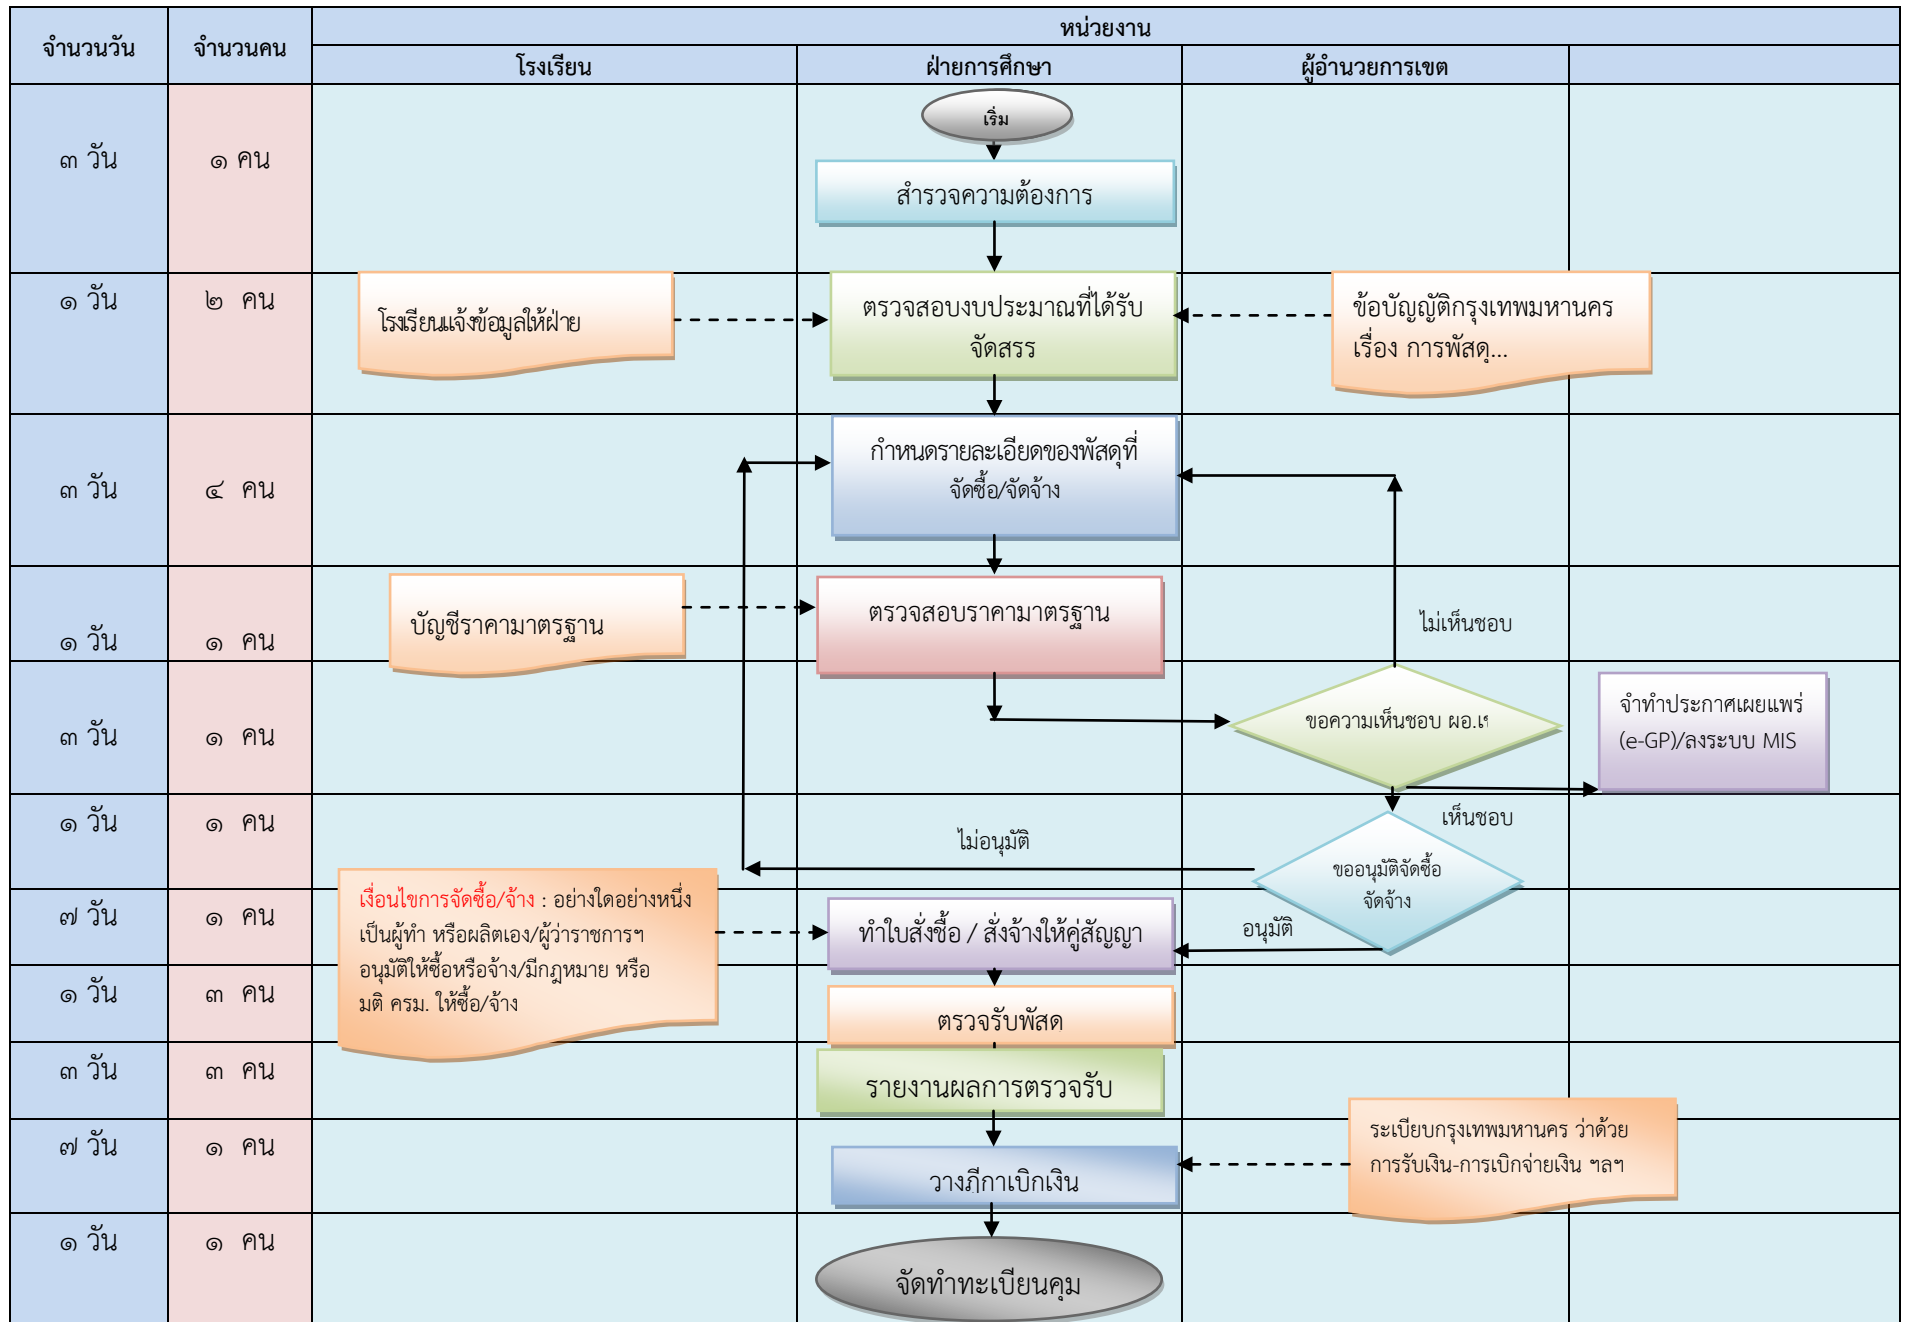 จำนวนวัน
จำนวนคน
หน่วยงาน
โรงเรียน
ฝ่ายการศึกษา
ผู้อำนวยการเขต
๓ วัน
๑ คน
เริ่ม
สำรวจความต้องการ
๑ วัน
๒ คน
โรงเรียนแจ้งข้อมูลให้ฝ่าย
ตรวจสอบงบประมาณที่ได้รับ
จัดสรร
ข้อบัญญัติกรุงเทพมหานคร
เรื่อง การพัสดุ...
๓ วัน
๔ คน
กำหนดรายละเอียดของพัสดุที่
จัดซื้อ/จัดจ้าง
๑ วัน
๑ คน
บัญชีราคามาตรฐาน
ตรวจสอบราคามาตรฐาน
ไม่เห็นชอบ
๓ วัน
๑ คน
ขอความเห็นชอบ ผอ.เ
จำทำประกาศเผยแพร่
(e-GP)/ลงระบบ MIS
๑ วัน
๑ คน
ไม่อนุมัติ
เห็นชอบ
ขออนุมัติจัดซื้อ
จัดจ้าง
๗ วัน
๑ คน
เงื่อนไขการจัดซื้อ/จ้าง : อย่างใดอย่างหนึ่ง
เป็นผู้ทำ หรือผลิตเอง/ผู้ว่าราชการฯ
อนุมัติให้ซื้อหรือจ้าง/มีกฎหมาย หรือ
มติ ครม. ให้ซื้อ/จ้าง
ทำใบสั่งซื้อ / สั่งจ้างให้คู่สัญญา
อนุมัติ
๑ วัน
๓ คน
ตรวจรับพัสด
๓ วัน
๓ คน
รายงานผลการตรวจรับ
๗ วัน
๑ คน
วางฎีกาเบิกเงิน
ระเบียบกรุงเทพมหานคร ว่าด้วย
การรับเงิน-การเบิกจ่ายเงิน ฯลฯ
๑ วัน
๑ คน
จัดทำทะเบียนคุม